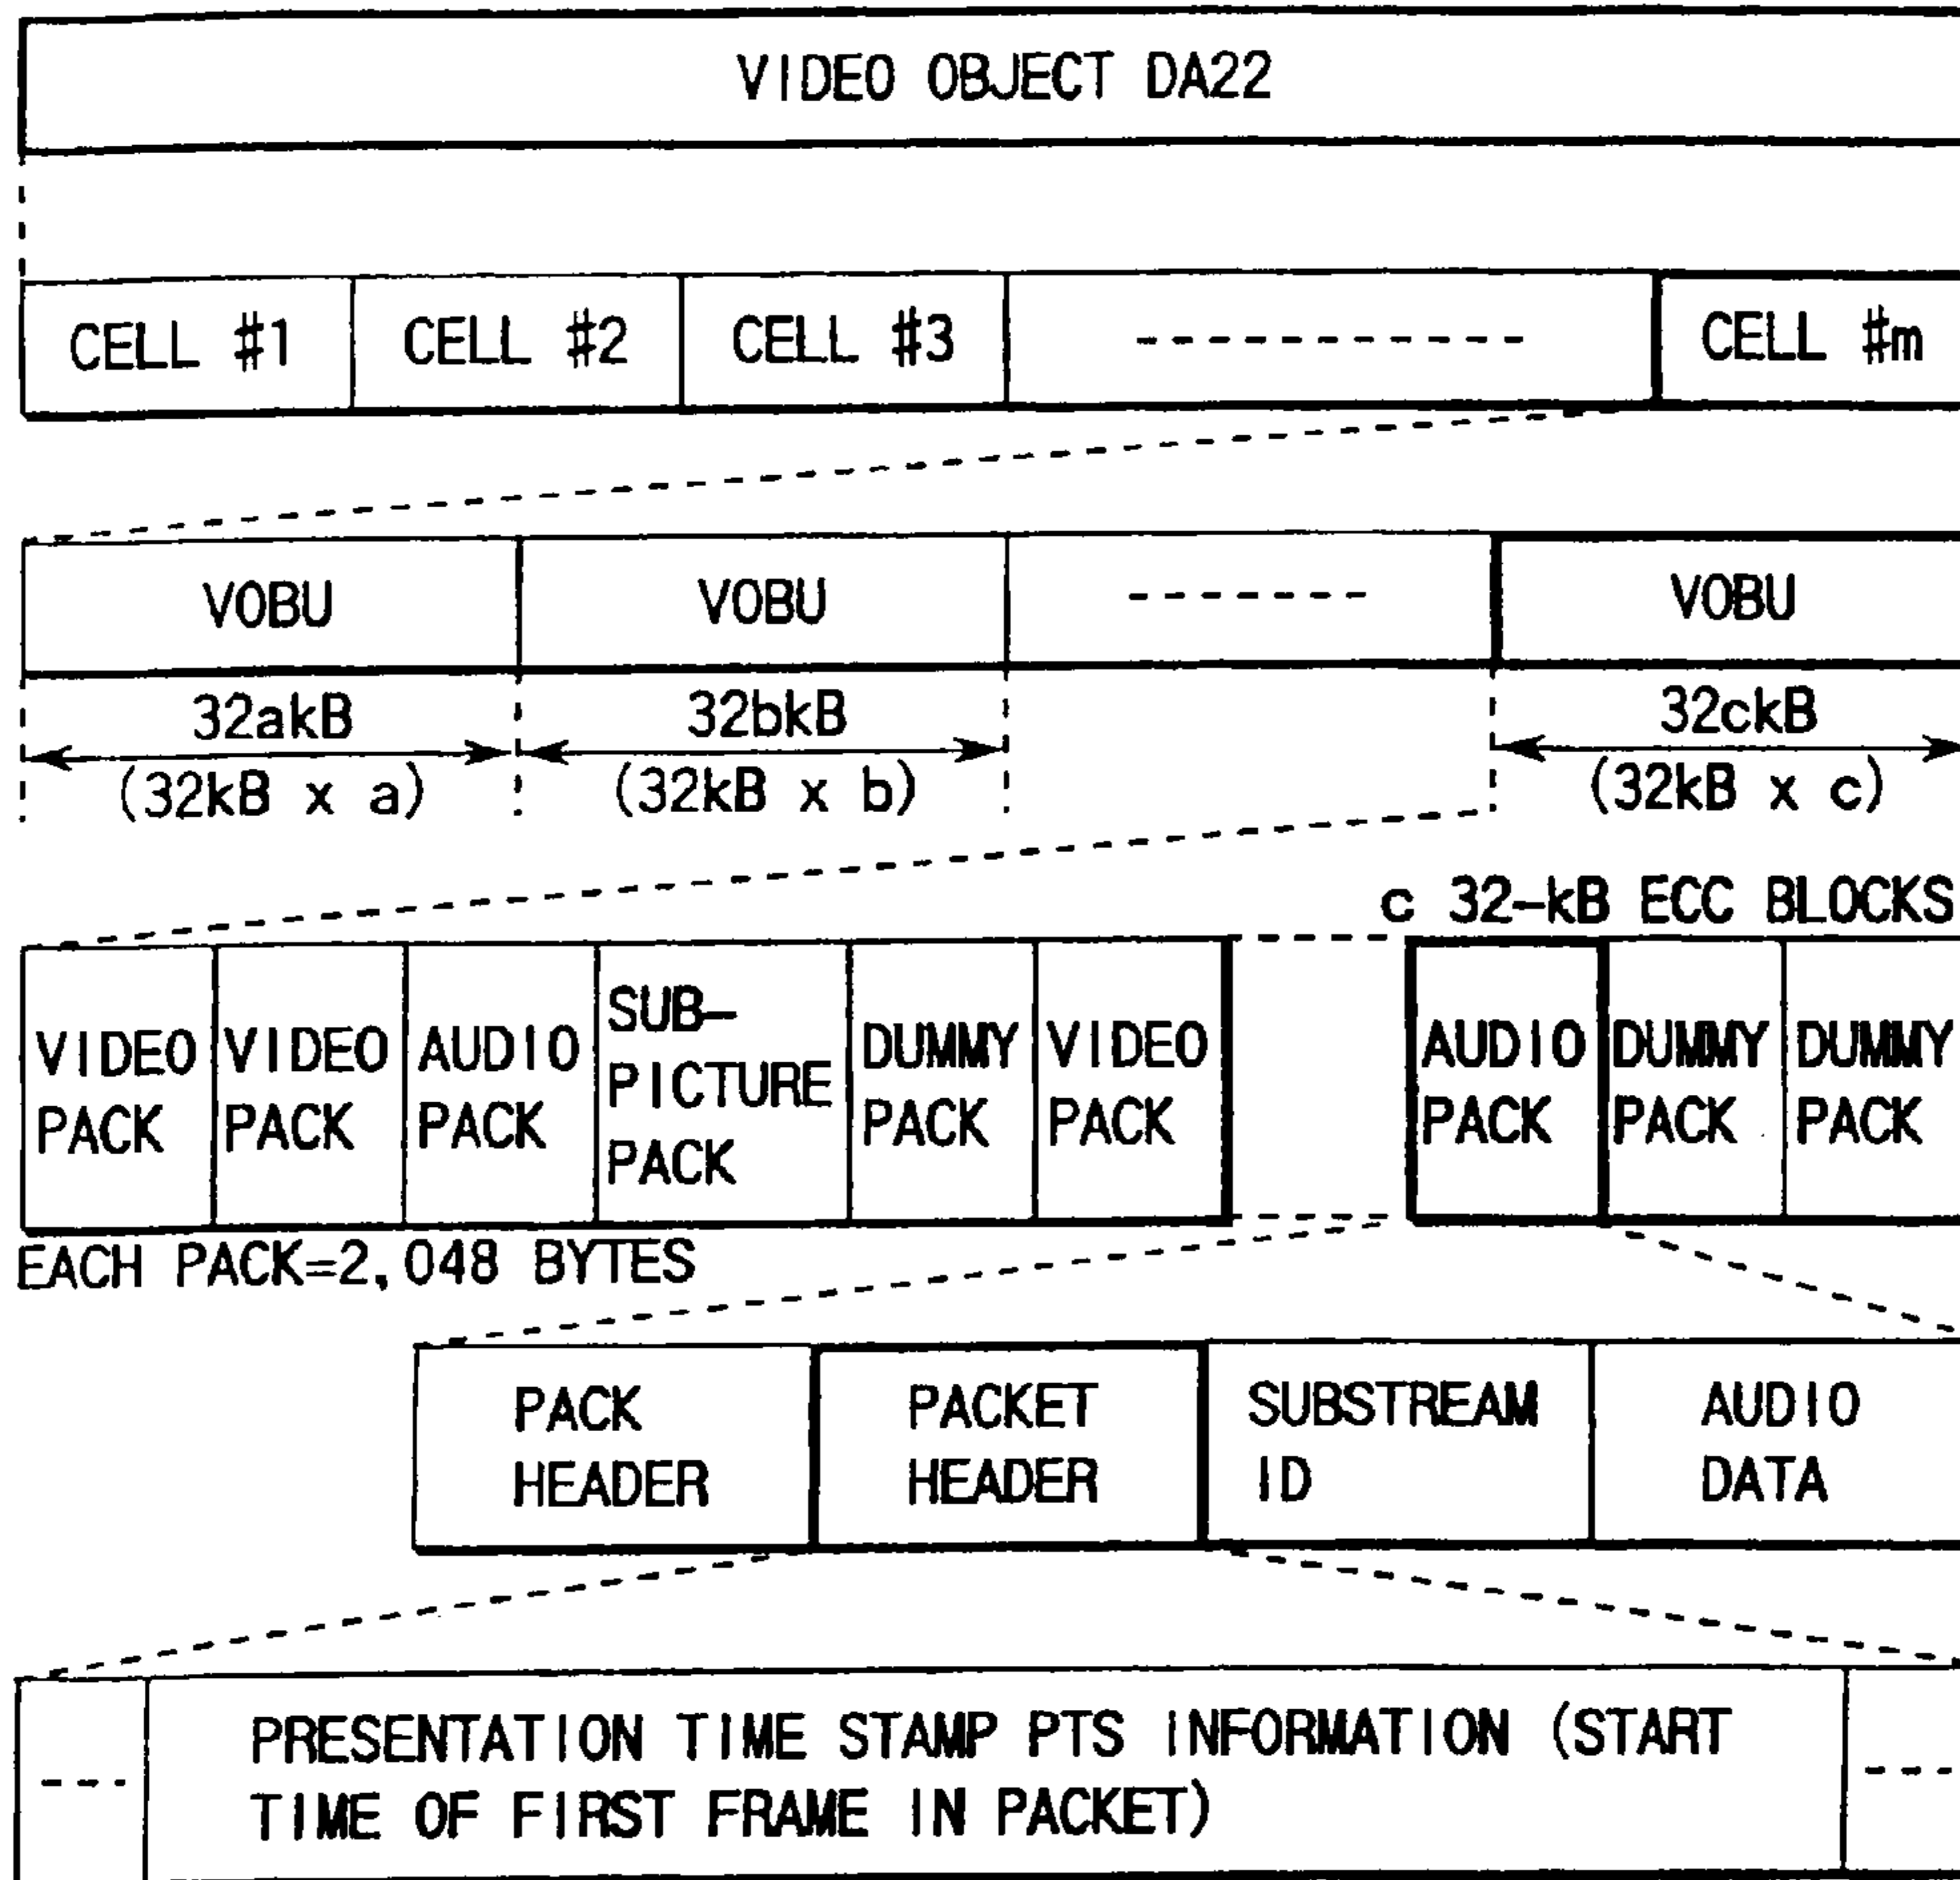 VIDEO OBJECT DA22
CELL #1 CELL #2 CELL #3 ----------- CELL #m
VOBU VOBU ------- VOBU
32akB 32bkB 32ckB
(32kB x a) (32kB x b) (32kB x c)
c 32-kB ECC BLOCKS
VIDEO PACK
VIDEO PACK
AUDIO PACK
SUB-
PICTURE
PACK
DUMMY PACK
VIDEO PACK
AUDIO PACK
DUMMY PACK
DUMMY PACK
EACH PACK=2,048 BYTES
PACK
HEADER
PACKET
HEADER
SUBSTREAM
ID
AUDIO
DATA
--- PRESENTATION TIME STAMP PTS INFORMATION (START ---
TIME OF FIRST FRAME IN PACKET)